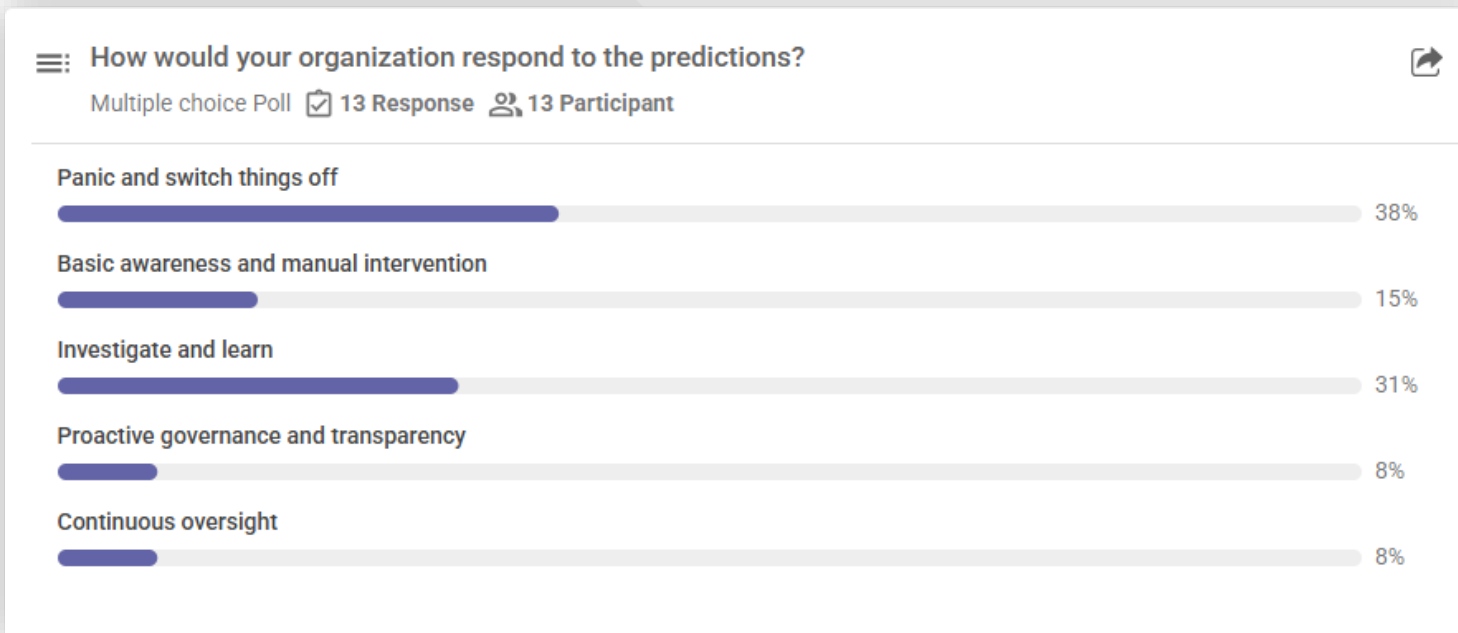 How would your organization respond to the predictions?
Multiple choice Poll 13 Response 13 Participant
Panic and switch things off
38%
Basic awareness and manual intervention
15%
Investigate and learn
31%
Proactive governance and transparency
8%
Continuous oversight
8%